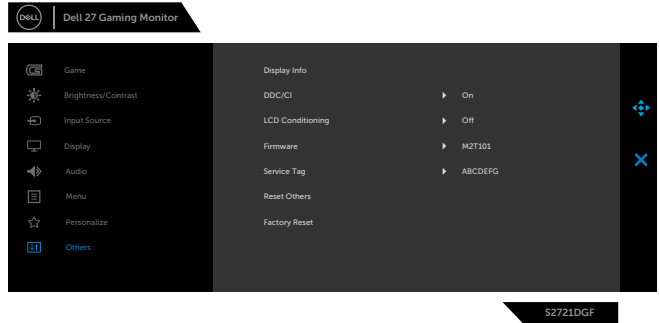 DELL
Dell 27 Gaming Monitor
Game
Display Info
Brightness/Contrast
DDC/CI
On
Input Source
LCD Conditioning
Off
Display
Firmware
M2T101
Audio
Service Tag
ABCDEFG
Menu
Reset Others
Personalize
Factory Reset
Others
S2721DGF